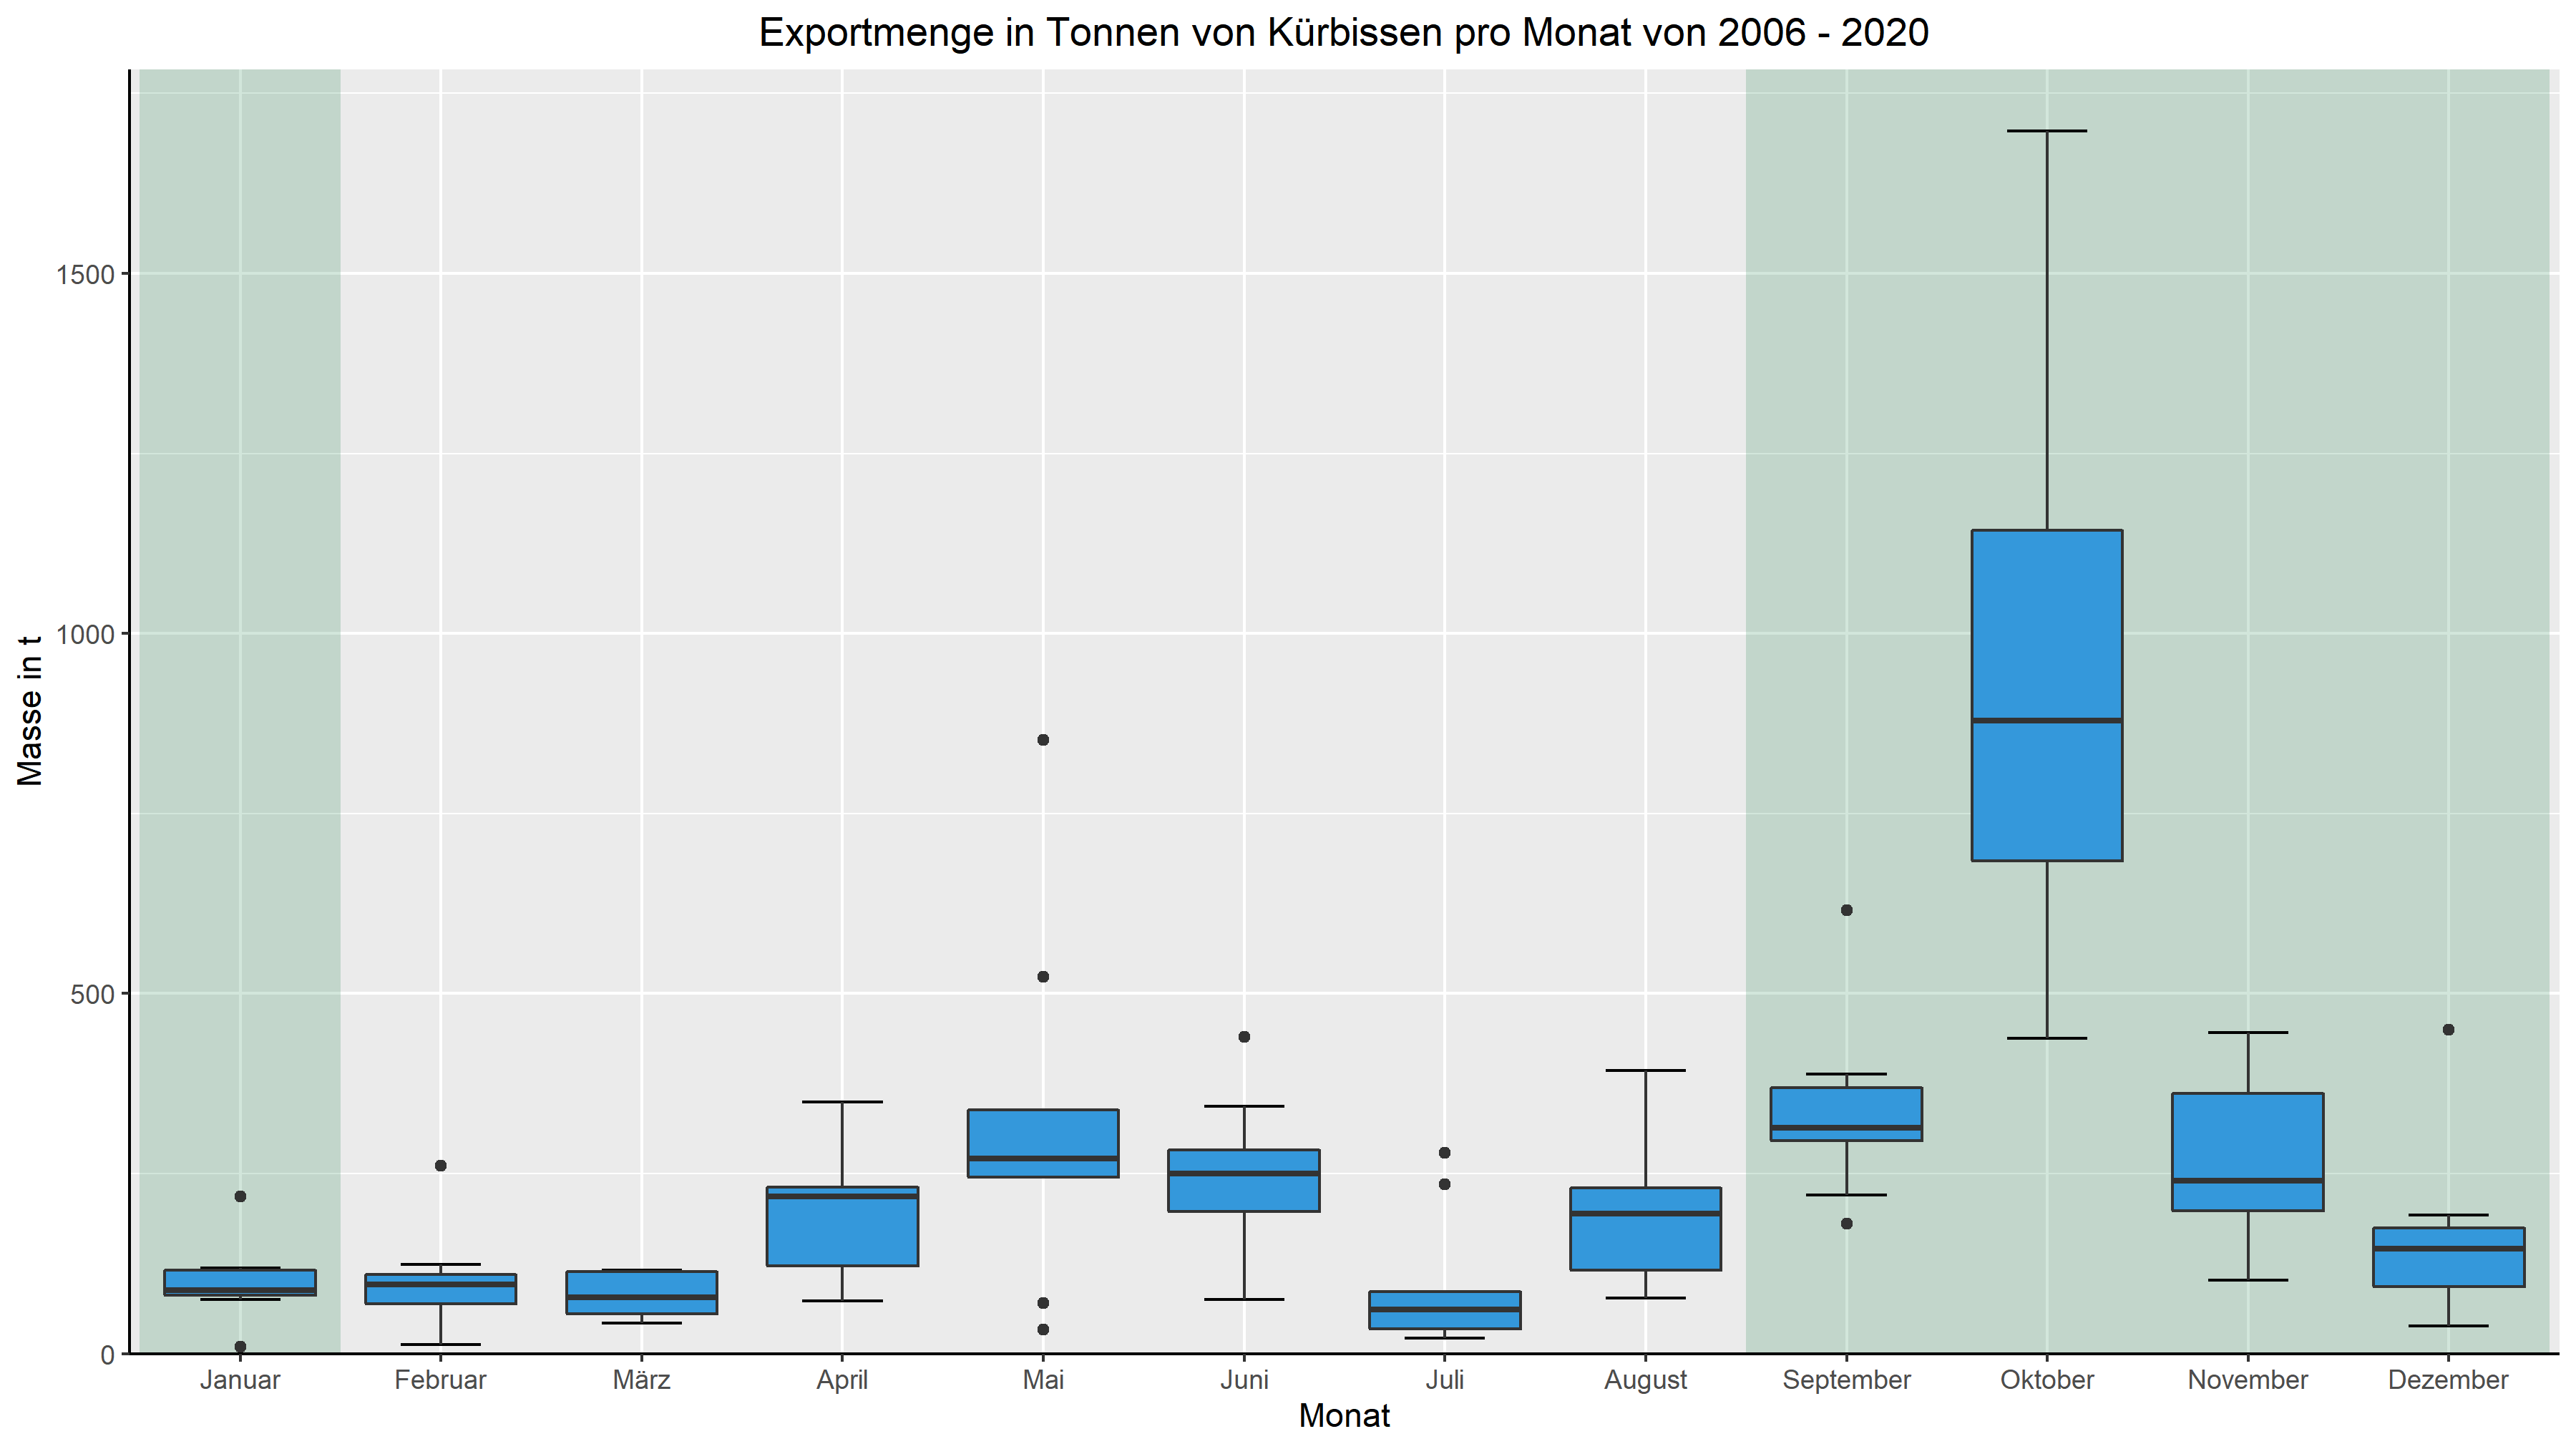 Exportmenge in Tonnen von Kürbissen pro Monat von 2006 - 2020
Masse in t
1500
1000
500
0
Januar Februar März April Mai Juni Juli August September Oktober November Dezember
Monat